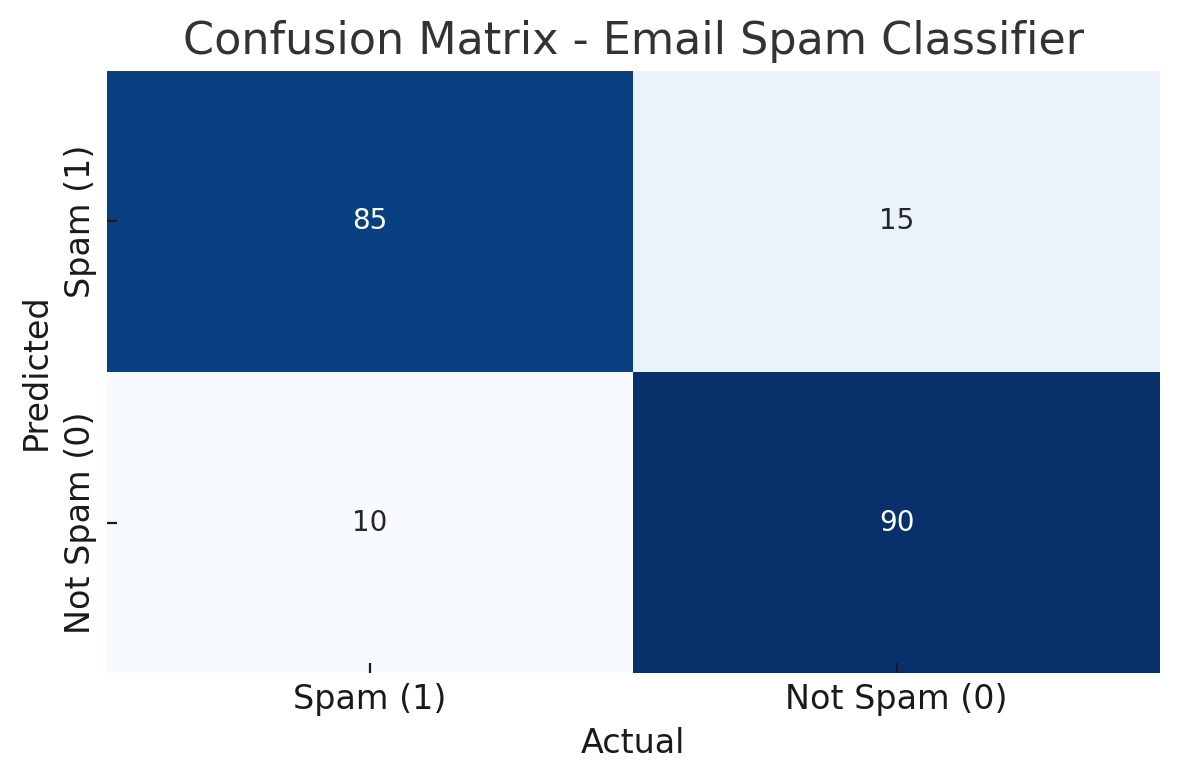 Confusion Matrix - Email Spam Classifier
Predicted
Spam (1)
85
15
Not Spam (0)
10
90
Spam (1)
Not Spam (0)
Actual